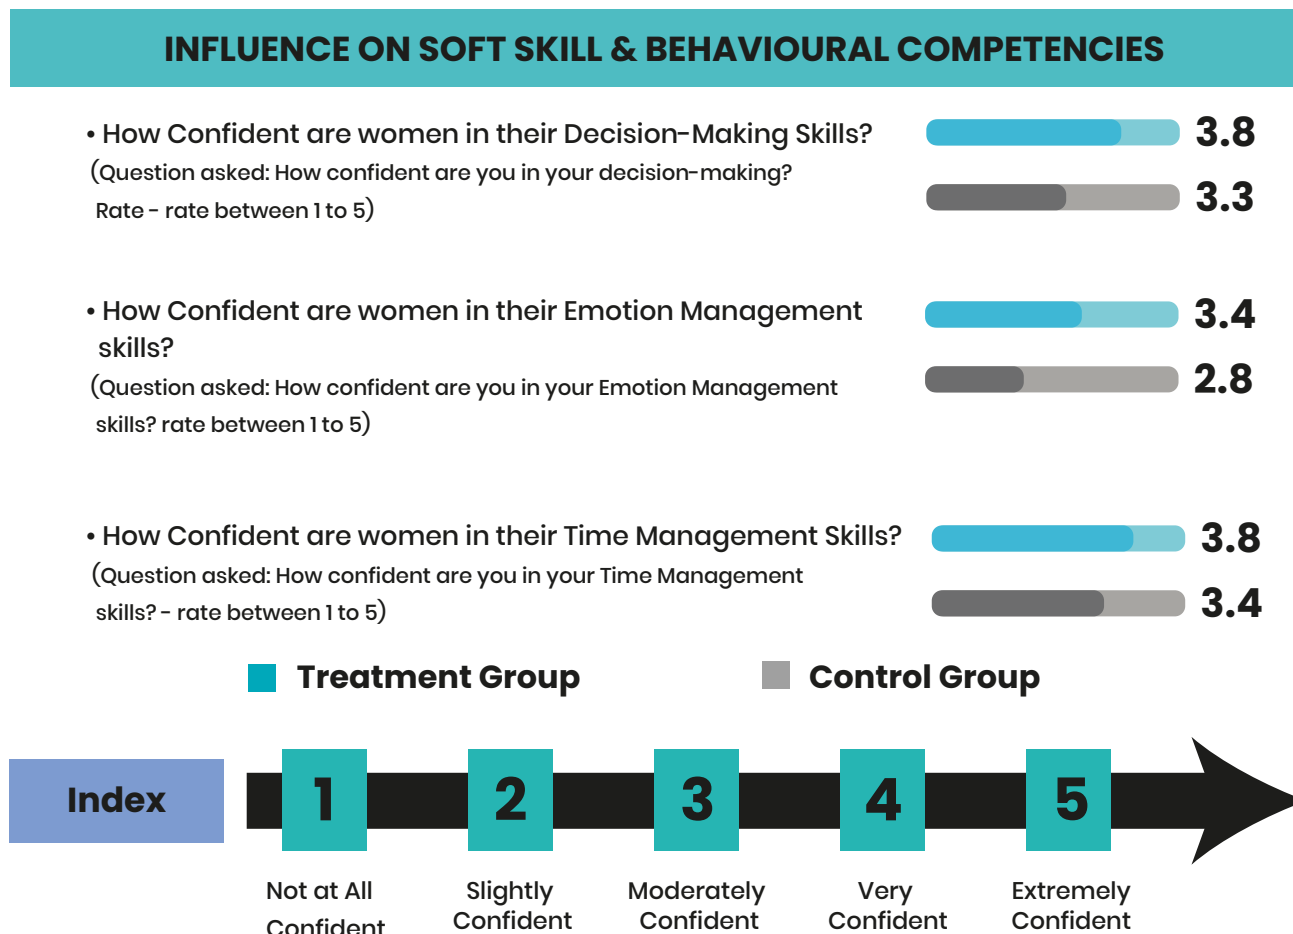 INFLUENCE ON SOFT SKILL & BEHAVIOURAL COMPETENCIES
• How Confident are women in their Decision-Making Skills?
(Question asked: How confident are you in your decision-making?
Rate - rate between 1 to 5)
3.8
3.3
• How Confident are women in their Emotion Management
skills?
(Question asked: How confident are you in your Emotion Management
skills? rate between 1 to 5)
3.4
2.8
• How Confident are women in their Time Management Skills?
(Question asked: How confident are you in your Time Management
skills? - rate between 1 to 5)
3.8
3.4
Treatment Group
Control Group
Index
1
2
3
4
5
Not at All
Confident
Slightly
Confident
Moderately
Confident
Very
Confident
Extremely
Confident